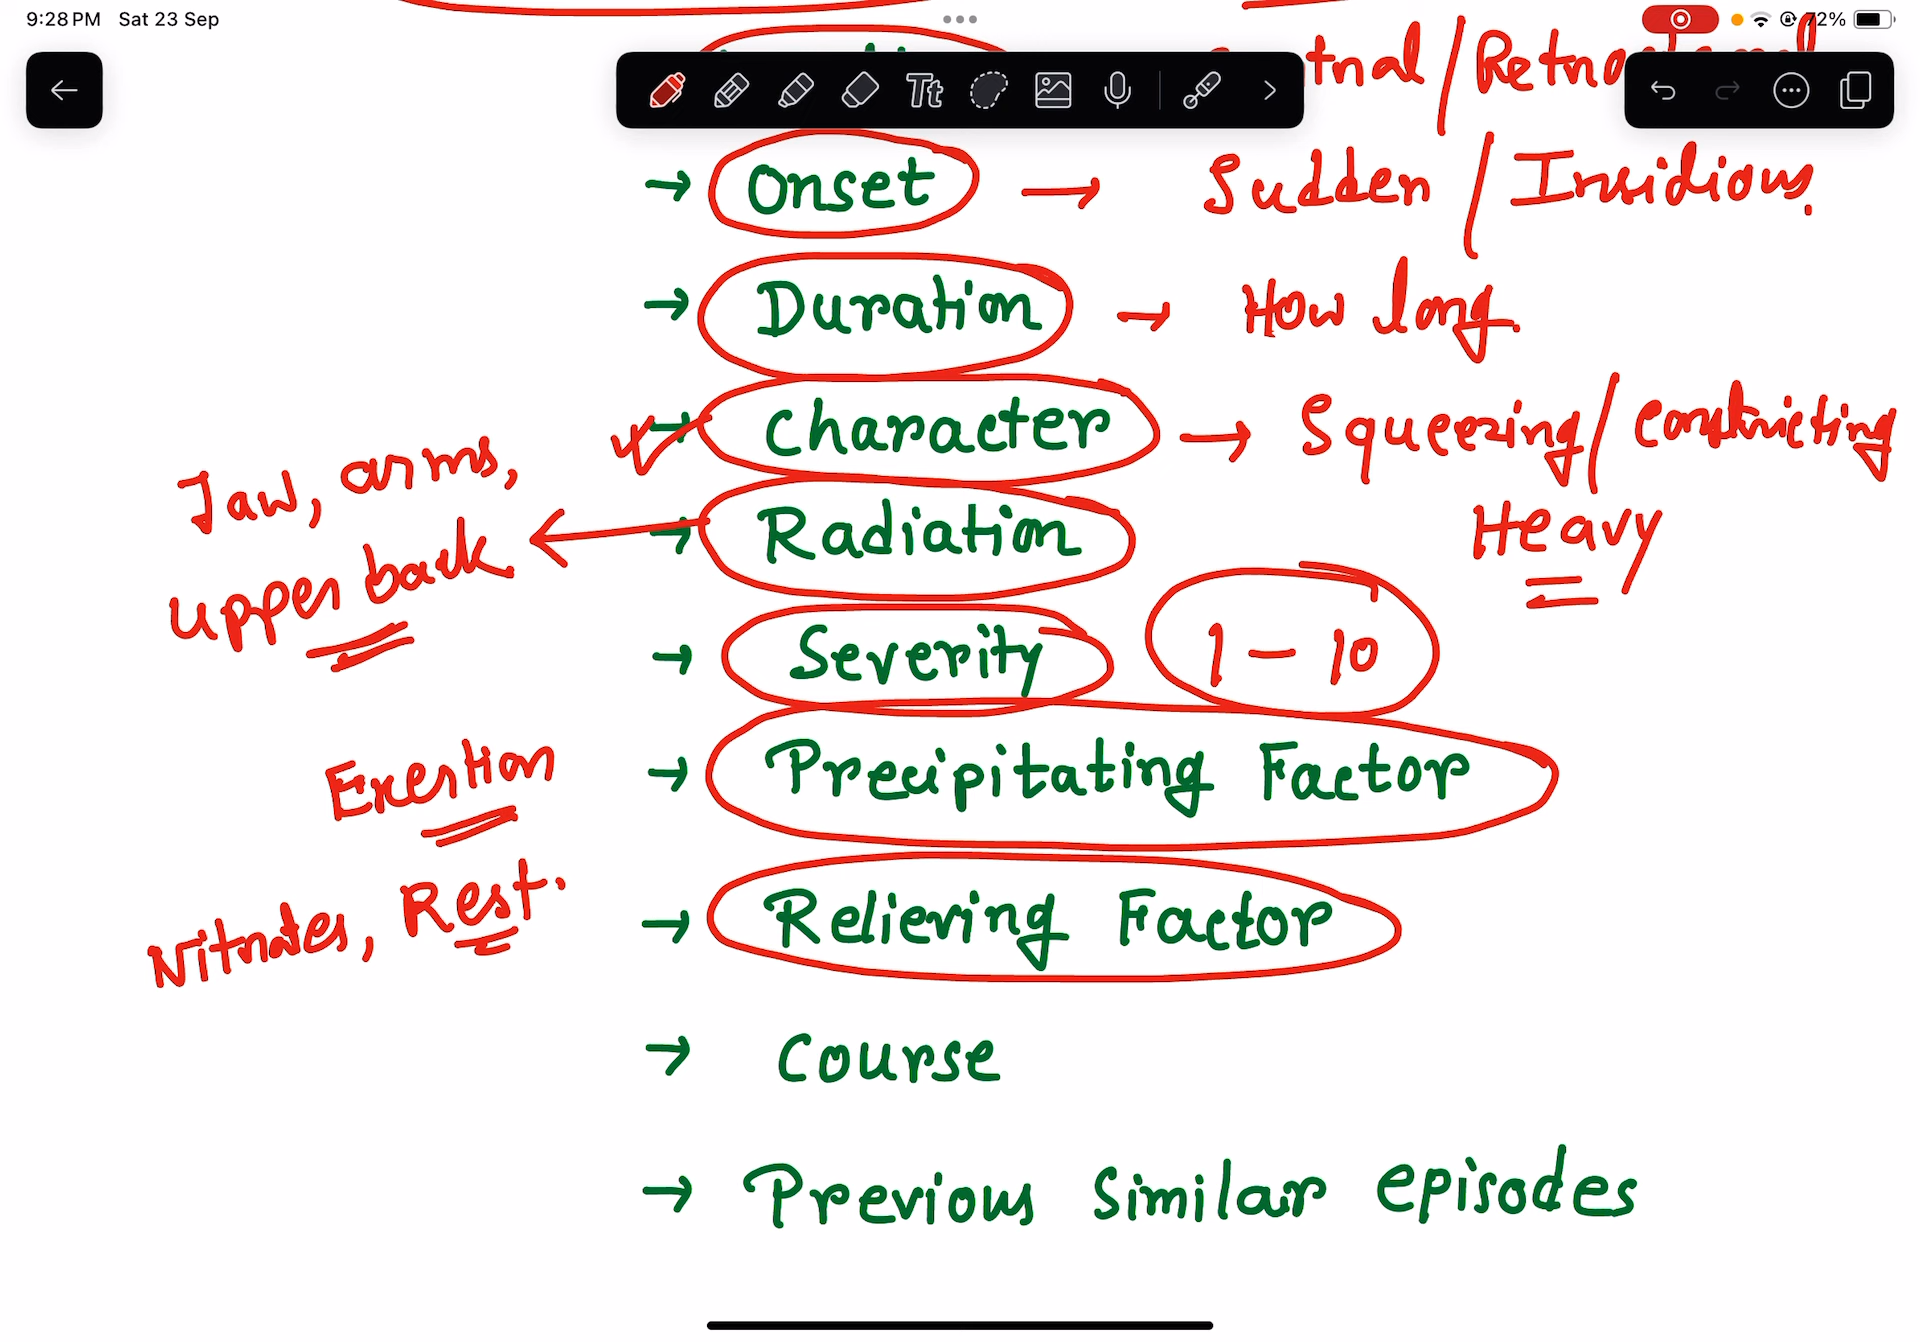 9:28 PM Sat 23 Sep
72%
Tt
→ Onset → Sudden / Insidious.
→ Duration → How long
→ Character → Squeezing / constricting
Heavy
→ Radiation
Jaw, arms,
upper back
→ Severity 1 - 10
→ Precipitating Factor
Exertion
→ Relieving Factor
Nitrates, Rest.
→ Course
→ Previous Similar episodes